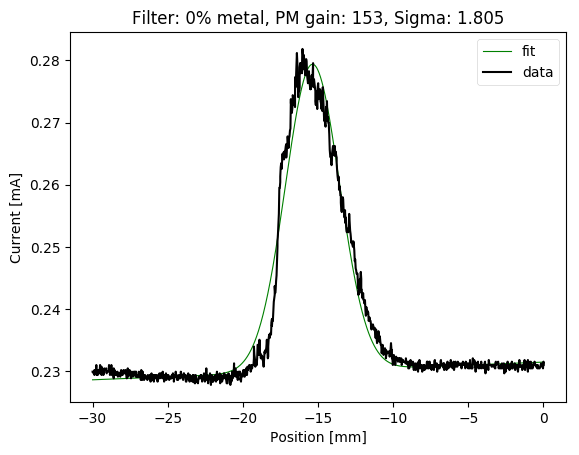 Filter: 0% metal, PM gain: 153, Sigma: 1.805
fit
data
0.28
0.27
0.26
0.25
0.24
0.23
Current [mA]
−30
−25
−20
−15
−10
−5
0
Position [mm]